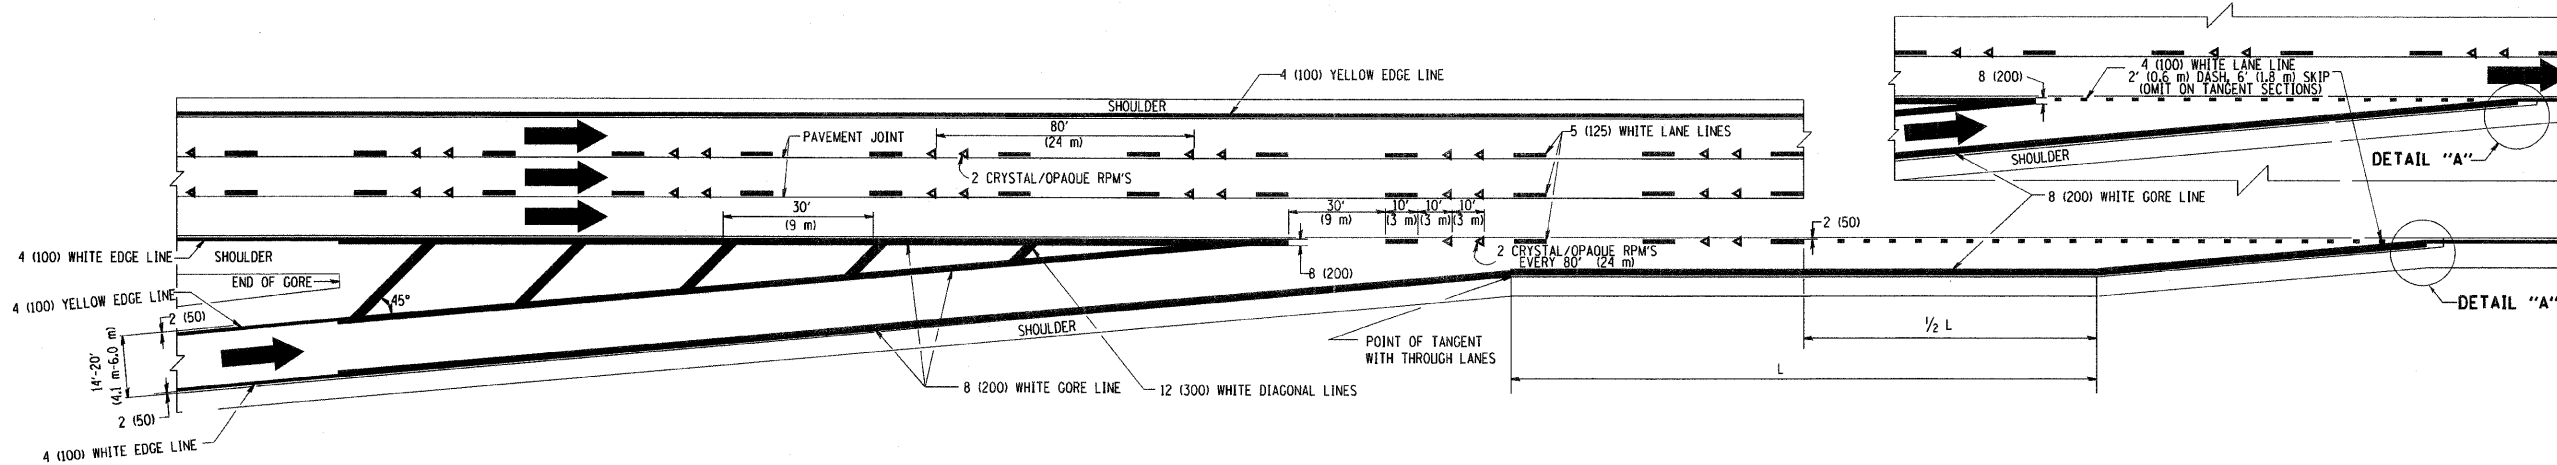 4 (100) YELLOW EDGE LINE
SHOULDER
80'
(24 m)
PAVEMENT JOINT
5 (125) WHITE LANE LINES
2 CRYSTAL/OPAQUE RPM'S
30'
(9 m)
30'
(9 m)
10'
(3 m)
10'
(3 m)
10'
(3 m)
4 (100) WHITE EDGE LINE
SHOULDER
END OF GORE
4 (100) YELLOW EDGE LINE
45°
2 (50)
14'-20'
(4.1 m-6.0 m)
2 (50)
4 (100) WHITE EDGE LINE
8 (200)
2 CRYSTAL/OPAQUE RPM'S
EVERY 80' (24 m)
SHOULDER
8 (200) WHITE GORE LINE
12 (300) WHITE DIAGONAL LINES
POINT OF TANGENT
WITH THROUGH LANES
½ L
L
2 (50)
8 (200)
4 (100) WHITE LANE LINE
2' (0.6 m) DASH, 6' (1.8 m) SKIP
(OMIT ON TANGENT SECTIONS)
SHOULDER
DETAIL "A"
8 (200) WHITE GORE LINE
DETAIL "A"